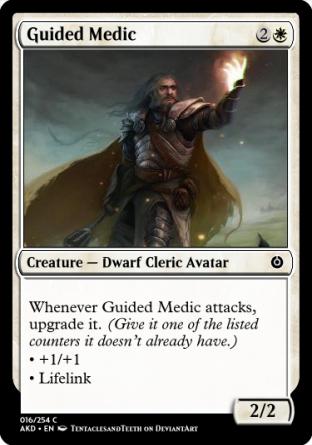 Guided Medic 2
Creature — Dwarf Cleric Avatar
Whenever Guided Medic attacks,
upgrade it. (Give it one of the listed
counters it doesn't already have.)
• +1/+1
• Lifelink
2/2
016/254 C
AKD • EN TentaclesandTeeth on DeviantArt